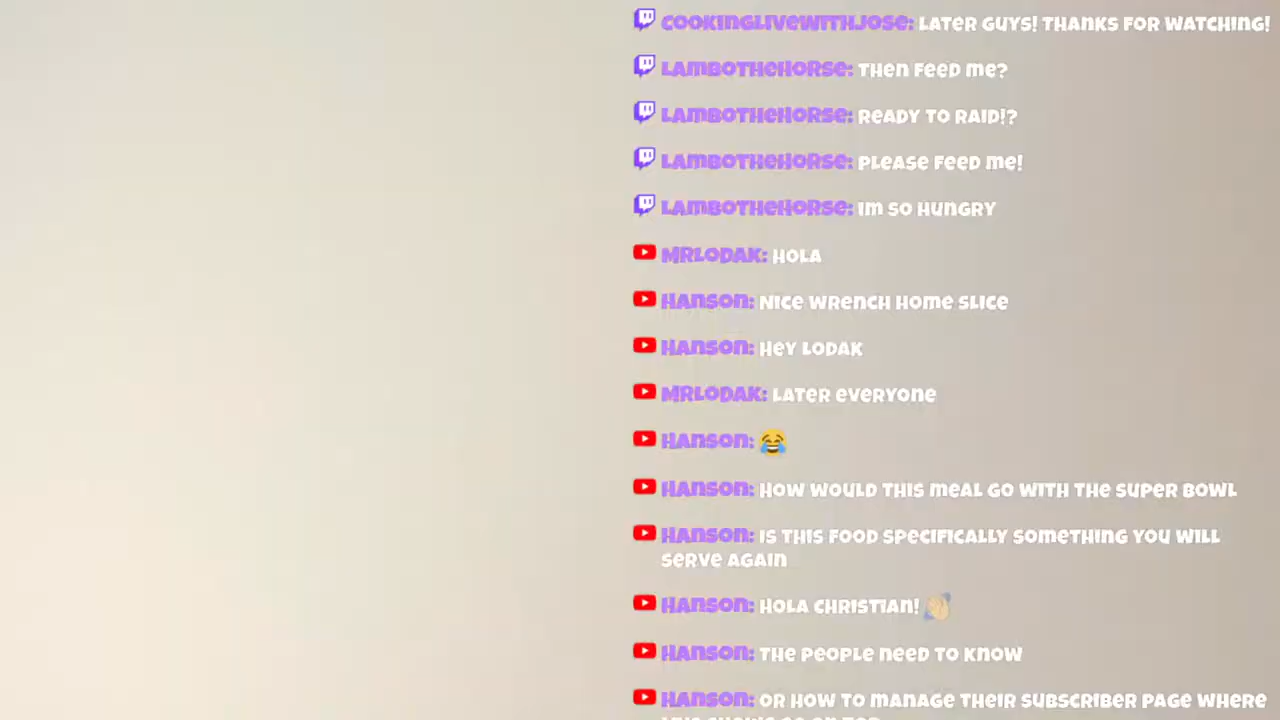 COOKINGLIVEWITHJOSE: LATER GUYS! THANKS FOR WATCHING!
LAMBOTHEHORSE: THEN FEED ME?
LAMBOTHEHORSE: READY TO RAID!?
LAMBOTHEHORSE: PLEASE FEED ME!
LAMBOTHEHORSE: IM SO HUNGRY
MRLODAK: HOLA
HANSON: NICE WRENCH HOME SLICE
HANSON: HEY LODAK
MRLODAK: LATER EVERYONE
HANSON: 😂
HANSON: HOW WOULD THIS MEAL GO WITH THE SUPER BOWL
HANSON: IS THIS FOOD SPECIFICALLY SOMETHING YOU WILL
SERVE AGAIN
HANSON: HOLA CHRISTIAN! 👋🏼
HANSON: THE PEOPLE NEED TO KNOW
HANSON: OR HOW TO MANAGE THEIR SUBSCRIBER PAGE WHERE